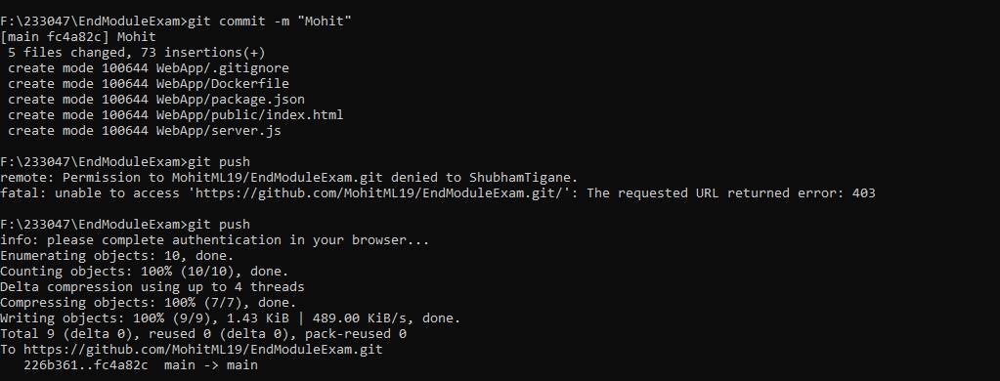 F:\233047\EndModuleExam>git commit -m "Mohit"
[main fc4a82c] Mohit
 5 files changed, 73 insertions(+)
 create mode 100644 WebApp/.gitignore
 create mode 100644 WebApp/Dockerfile
 create mode 100644 WebApp/package.json
 create mode 100644 WebApp/public/index.html
 create mode 100644 WebApp/server.js
F:\233047\EndModuleExam>git push
remote: Permission to MohitML19/EndModuleExam.git denied to ShubhamTigane.
fatal: unable to access 'https://github.com/MohitML19/EndModuleExam.git/': The requested URL returned error: 403
F:\233047\EndModuleExam>git push
info: please complete authentication in your browser...
Enumerating objects: 10, done.
Counting objects: 100% (10/10), done.
Delta compression using up to 4 threads
Compressing objects: 100% (7/7), done.
Writing objects: 100% (9/9), 1.43 KiB | 489.00 KiB/s, done.
Total 9 (delta 0), reused 0 (delta 0), pack-reused 0
To https://github.com/MohitML19/EndModuleExam.git
   226b361..fc4a82c  main -> main